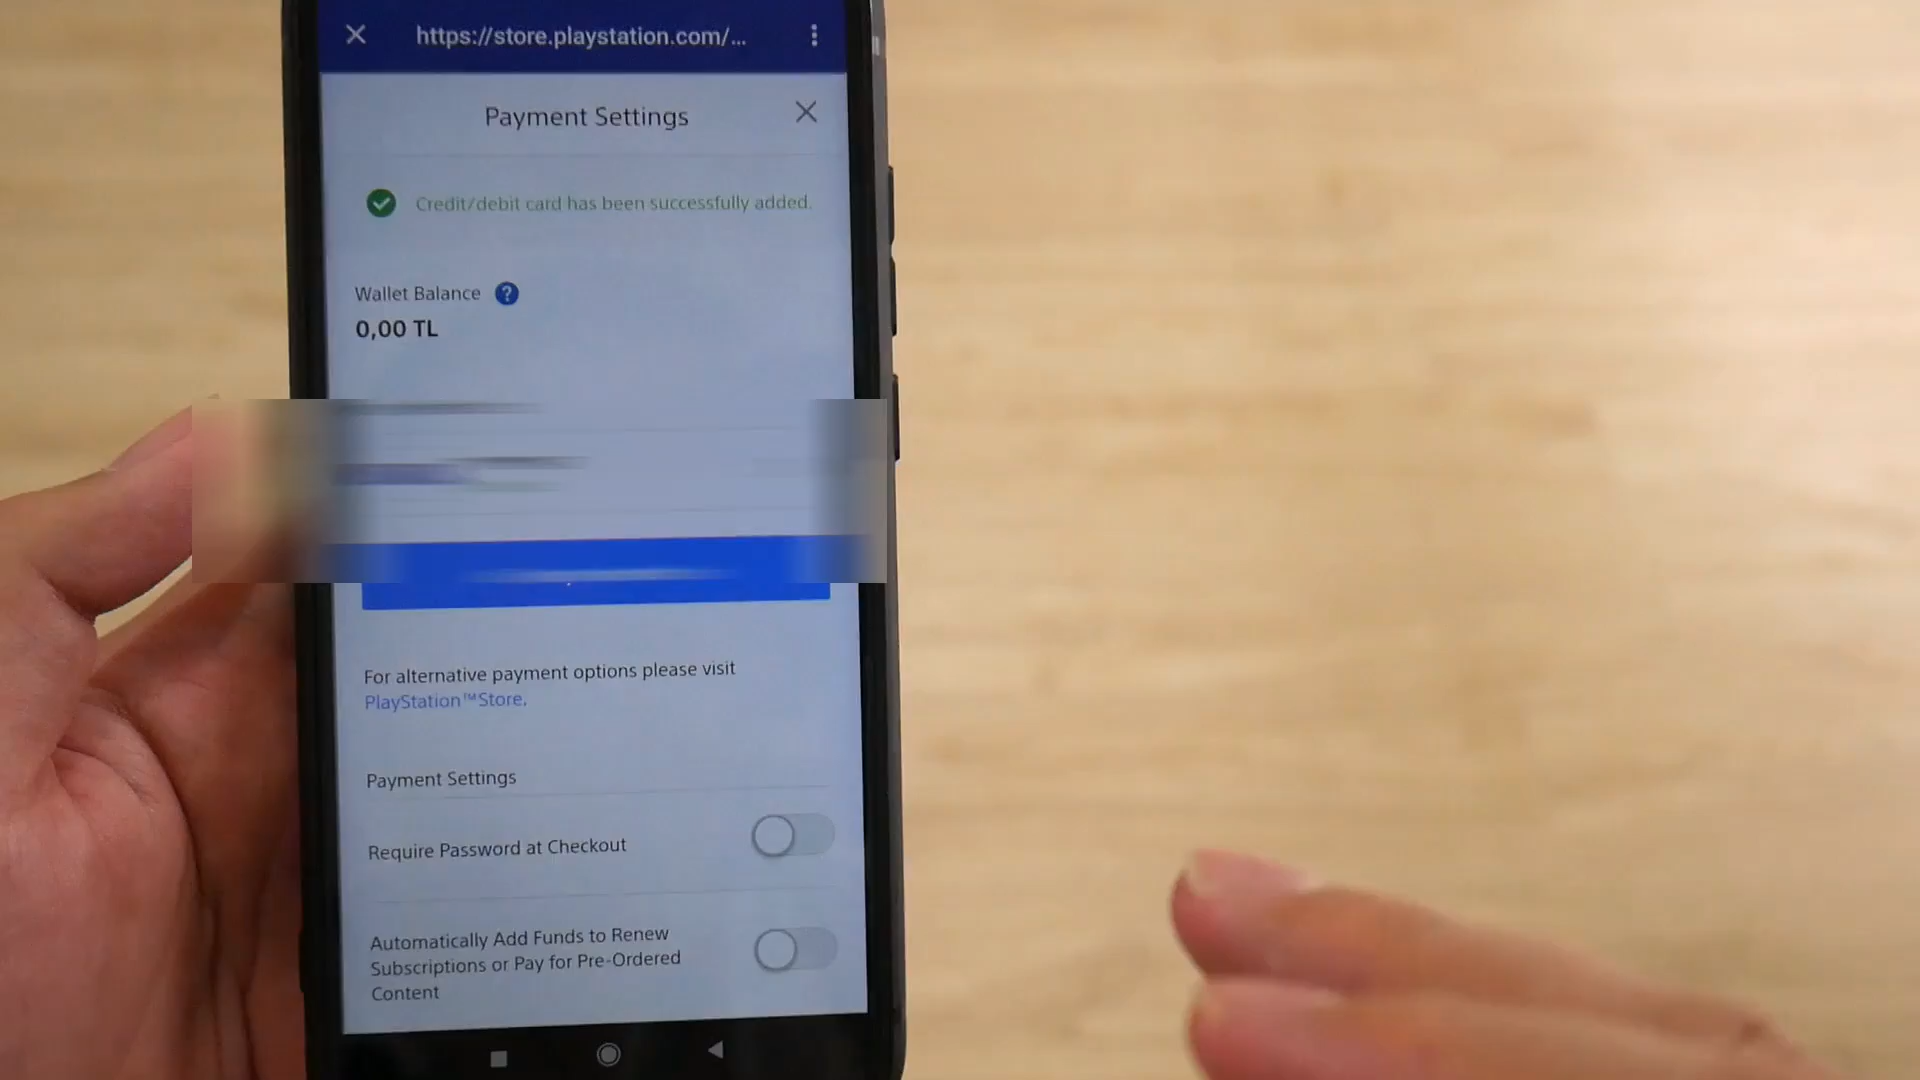 https://store.playstation.com/...
Payment Settings
Credit/debit card has been successfully added.
Wallet Balance ?
0,00 TL
For alternative payment options please visit
PlayStation™Store.
Payment Settings
Require Password at Checkout
Automatically Add Funds to Renew
Subscriptions or Pay for Pre-Ordered
Content